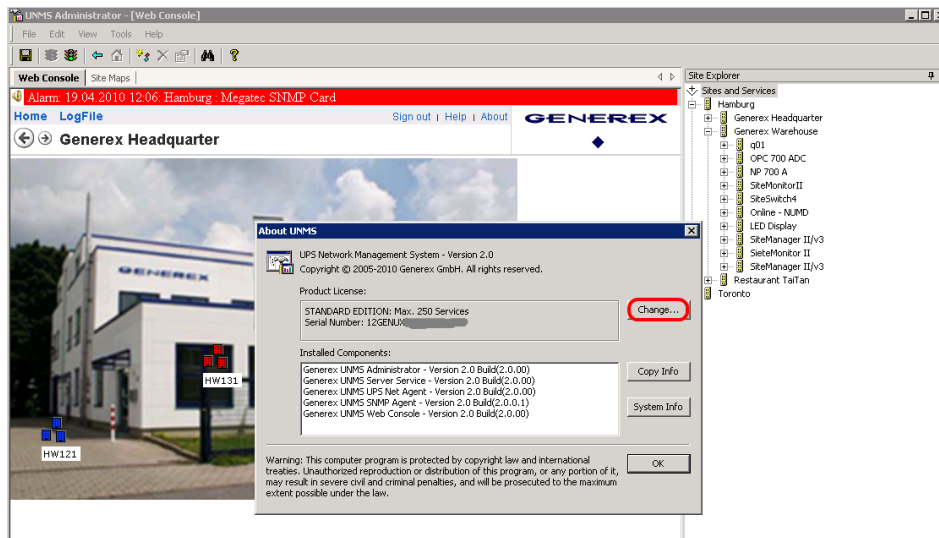 UNMS Administrator - [Web Console]
File Edit View Tools Help
Web Console Site Maps
Alarm: 19.04.2010 12:06: Hamburg : Megatec SNMP Card
Home LogFile Sign out | Help | About
GENEREX
Generex Headquarter
GENEREX
HW131
HW121
About UNMS
UPS Network Management System - Version 2.0
Copyright © 2005-2010 Generex GmbH. All rights reserved.
Product License:
STANDARD EDITION: Max. 250 Services
Serial Number: 12GENUX
Change...
Installed Components:
Generex UNMS Administrator - Version 2.0 Build(2.0.00)
Generex UNMS Server Service - Version 2.0 Build(2.0.00)
Generex UNMS UPS Net Agent - Version 2.0 Build(2.0.00)
Generex UNMS SNMP Agent - Version 2.0 Build(2.0.0.1)
Generex UNMS Web Console - Version 2.0 Build(2.0.00)
Copy Info
System Info
Warning: This computer program is protected by copyright law and international
treaties. Unauthorized reproduction or distribution of this program, or any portion of it,
may result in severe civil and criminal penalties, and will be prosecuted to the maximum
extent possible under the law.
OK
Site Explorer
Sites and Services
Hamburg
Generex Headquarter
Generex Warehouse
q01
OPC 700 ADC
NP 700 A
SiteMonitorII
SiteSwitch4
Online - NUMD
LED Display
SiteManager II/v3
SieteMonitor II
SiteManager II/v3
Restaurant TaiTan
Toronto